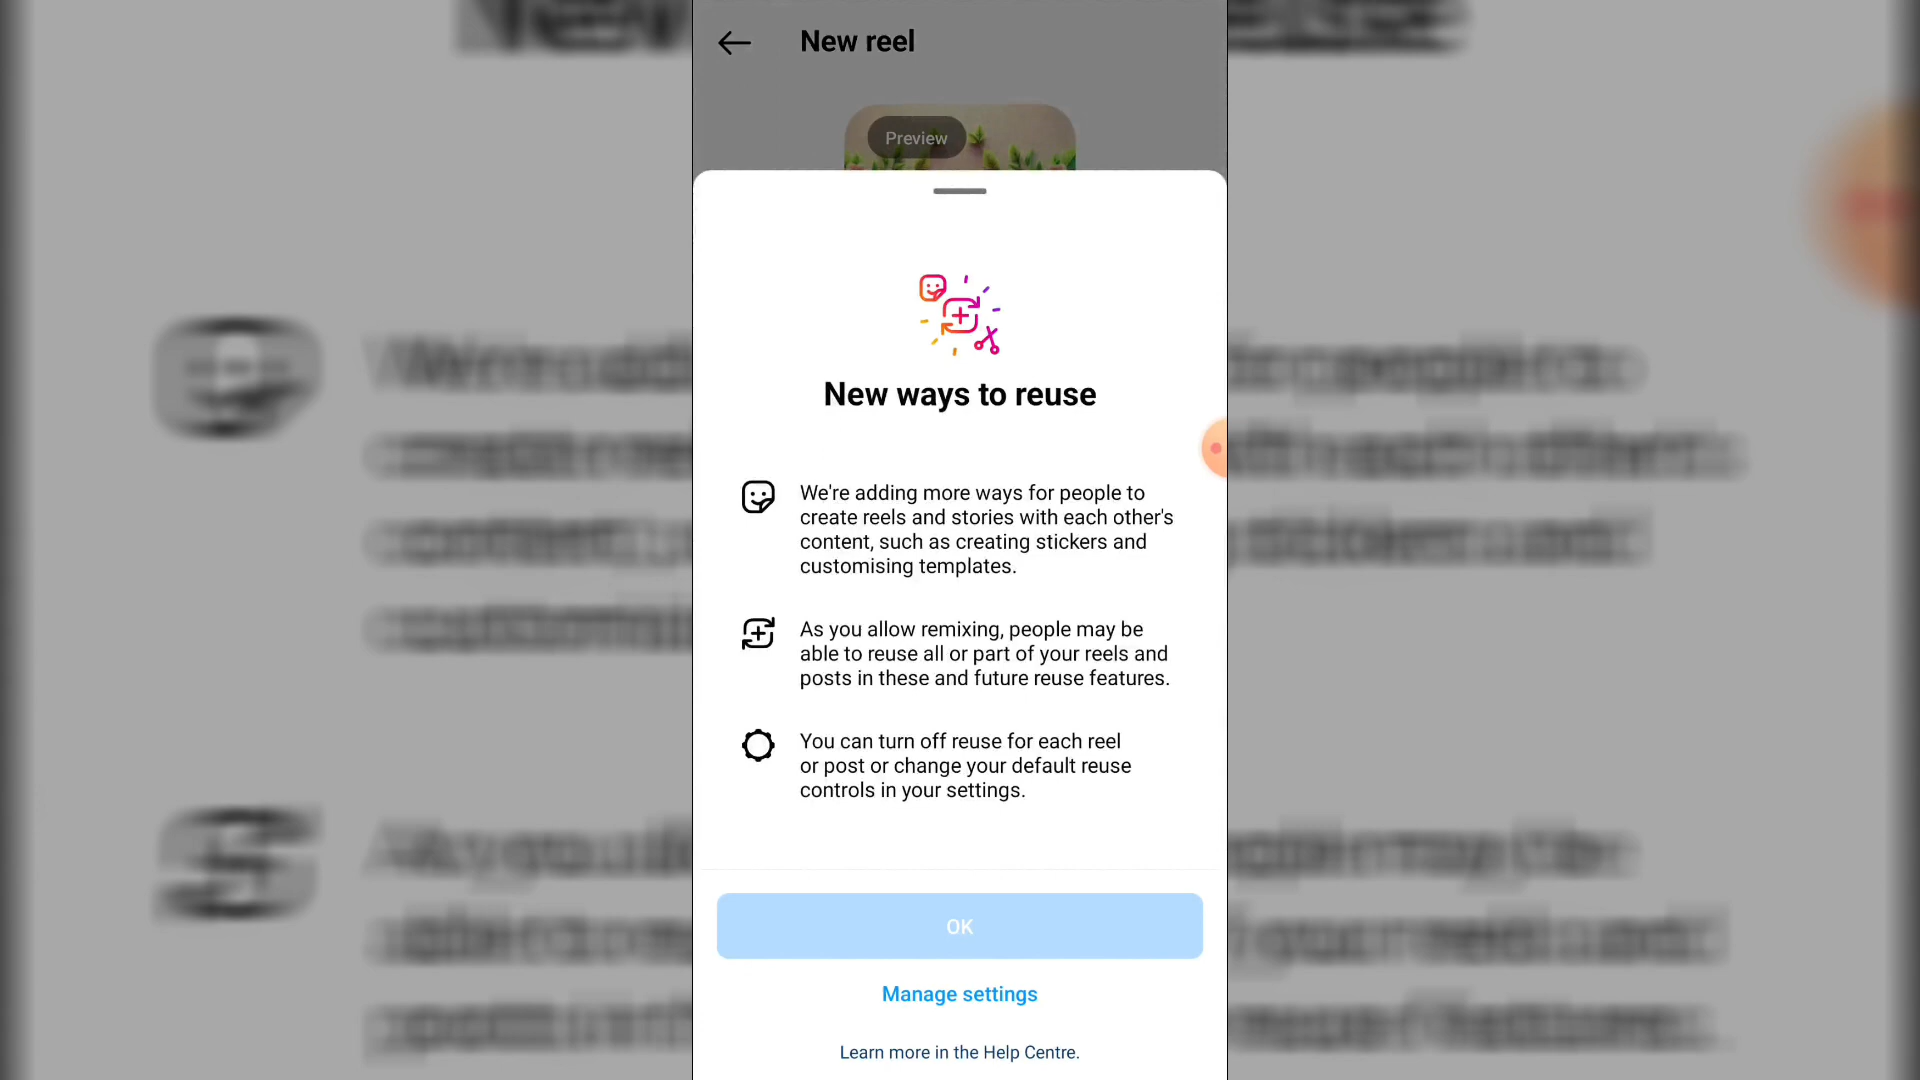 New reel
Preview
New ways to reuse
We're adding more ways for people to
create reels and stories with each other's
content, such as creating stickers and
customising templates.
As you allow remixing, people may be
able to reuse all or part of your reels and
posts in these and future reuse features.
You can turn off reuse for each reel
or post or change your default reuse
controls in your settings.
OK
Manage settings
Learn more in the Help Centre.